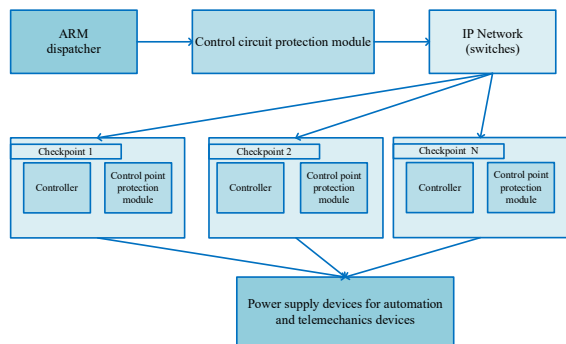 ARM
dispatcher
Control circuit protection module
IP Network
(switches)
Checkpoint 1
Controller
Control point
protection
module
Checkpoint 2
Controller
Control point
protection
module
Checkpoint N
Controller
Control point
protection
module
Power supply devices for automation
and telemechanics devices